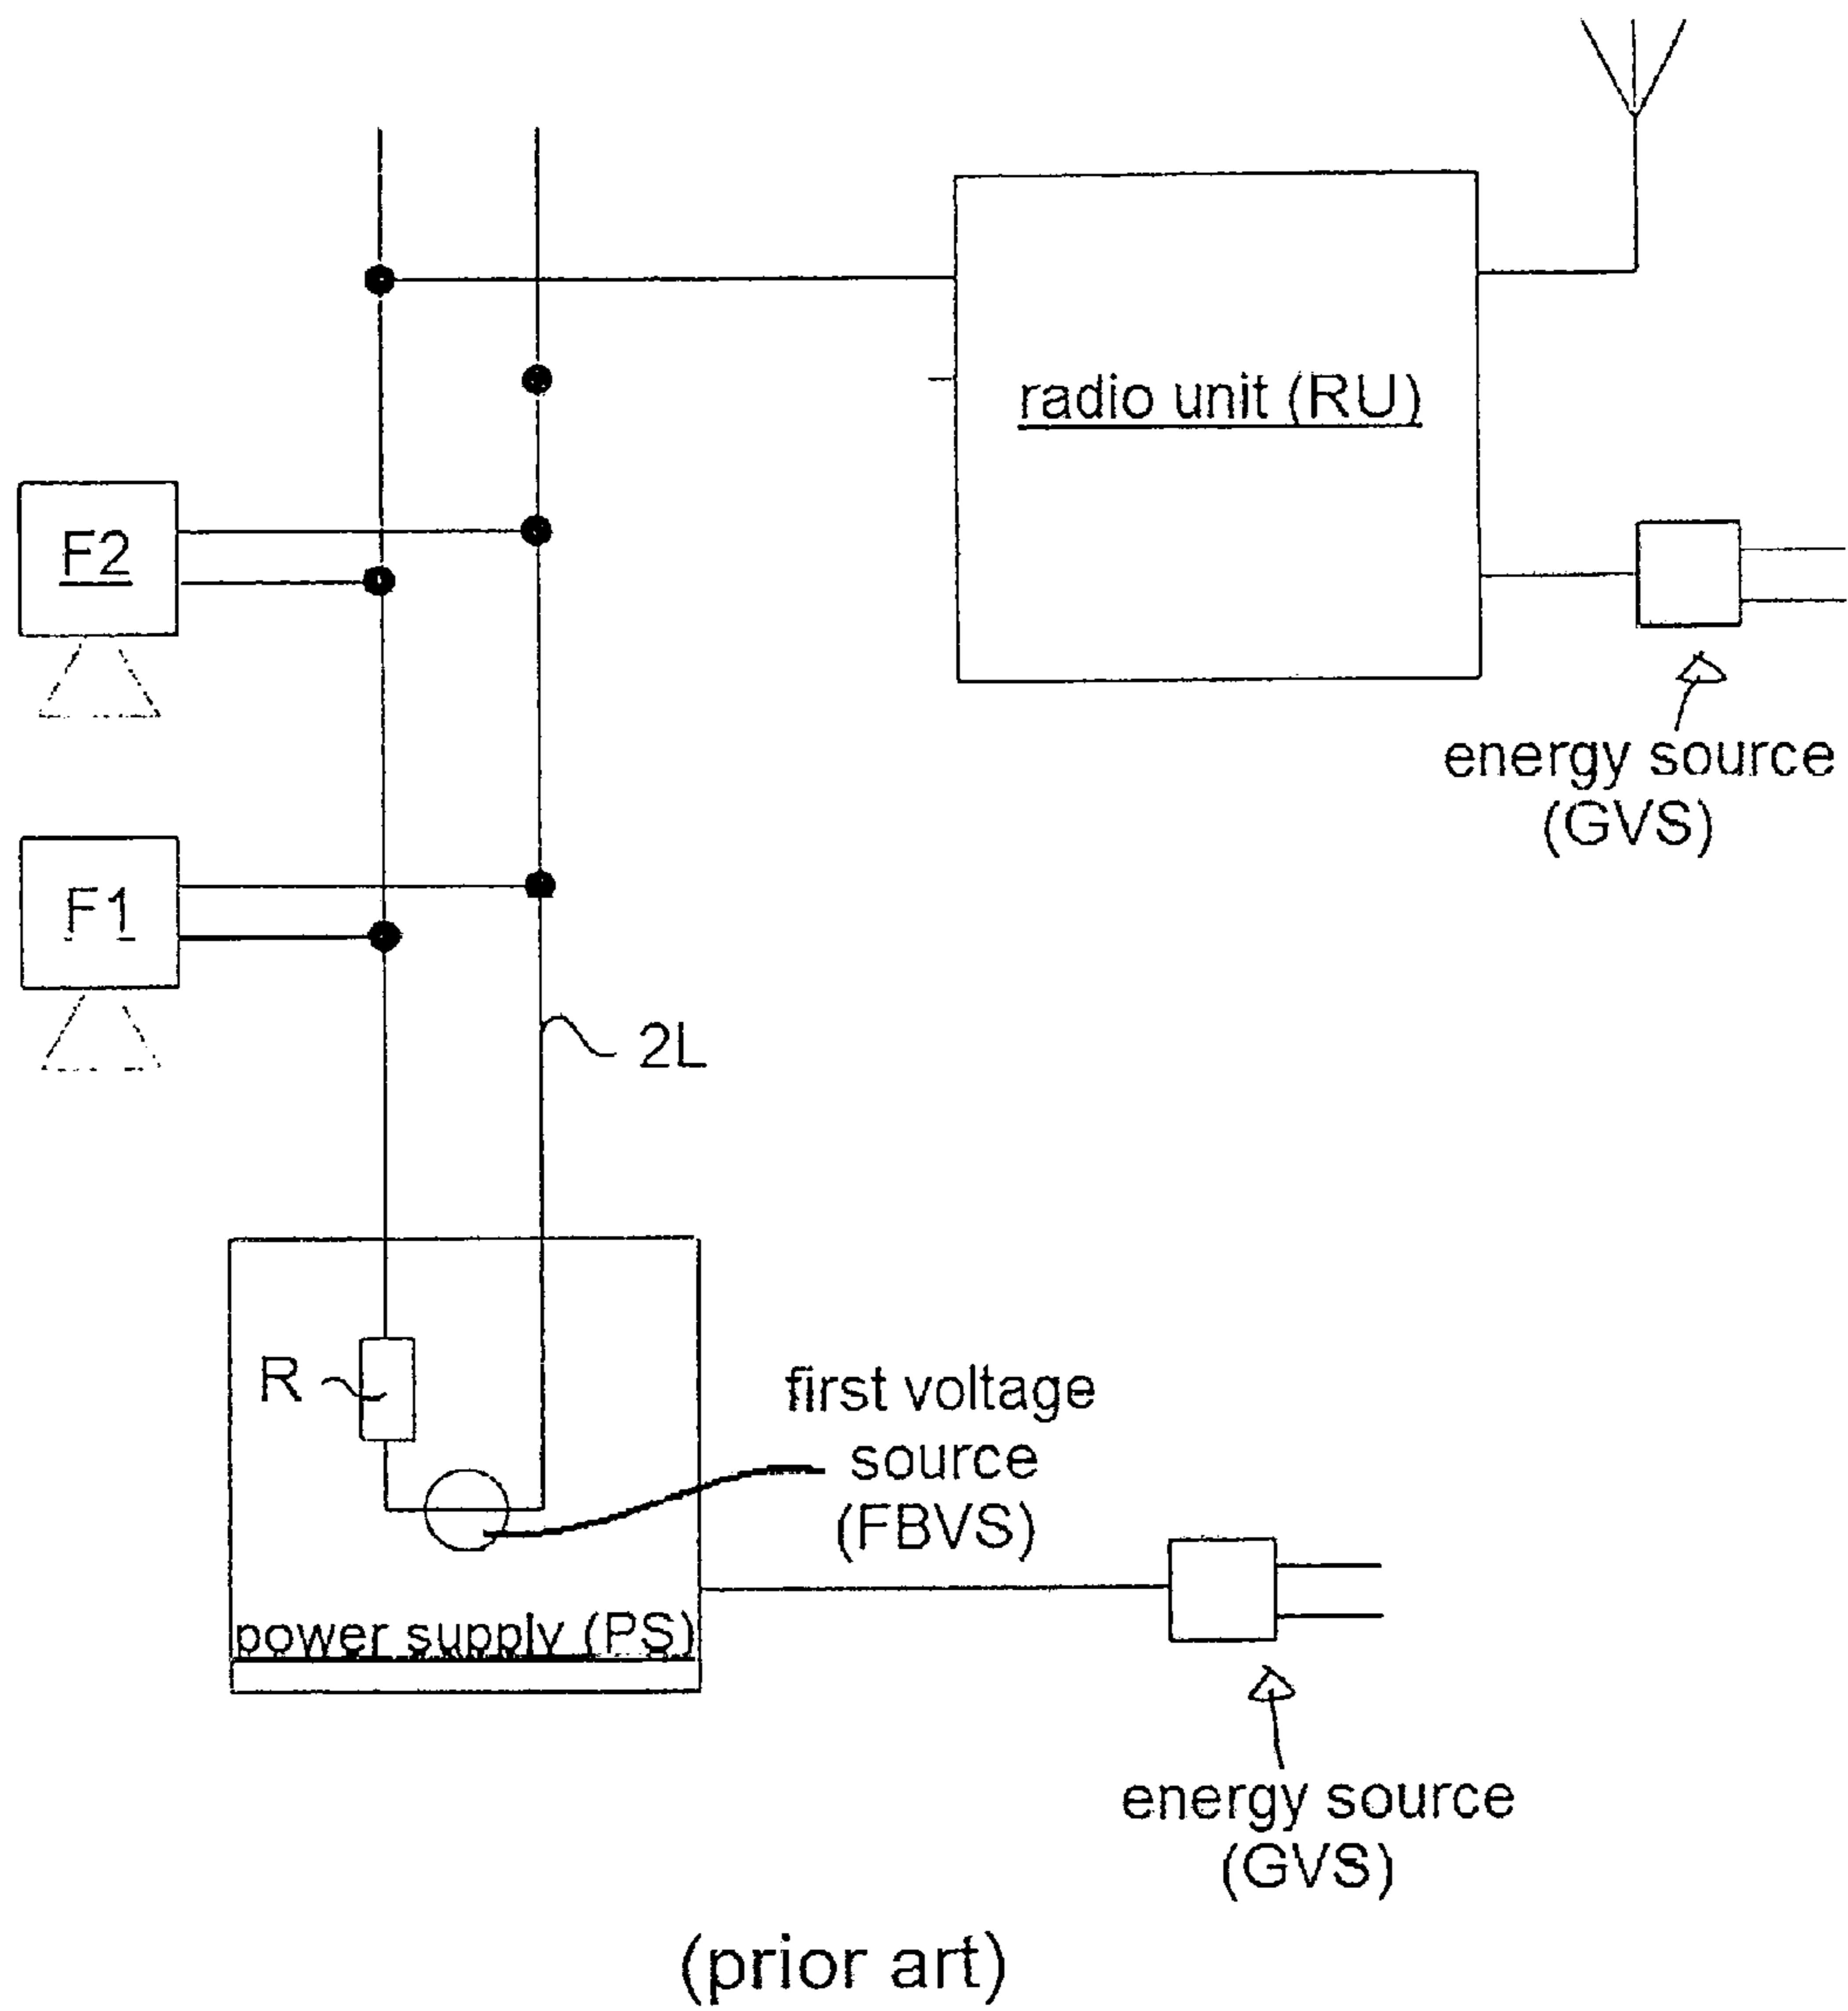 radio unit (RU)
F2
energy source
(GVS)
F1
2L
R
first voltage
source
(FBVS)
power supply (PS)
energy source
(GVS)
(prior art)